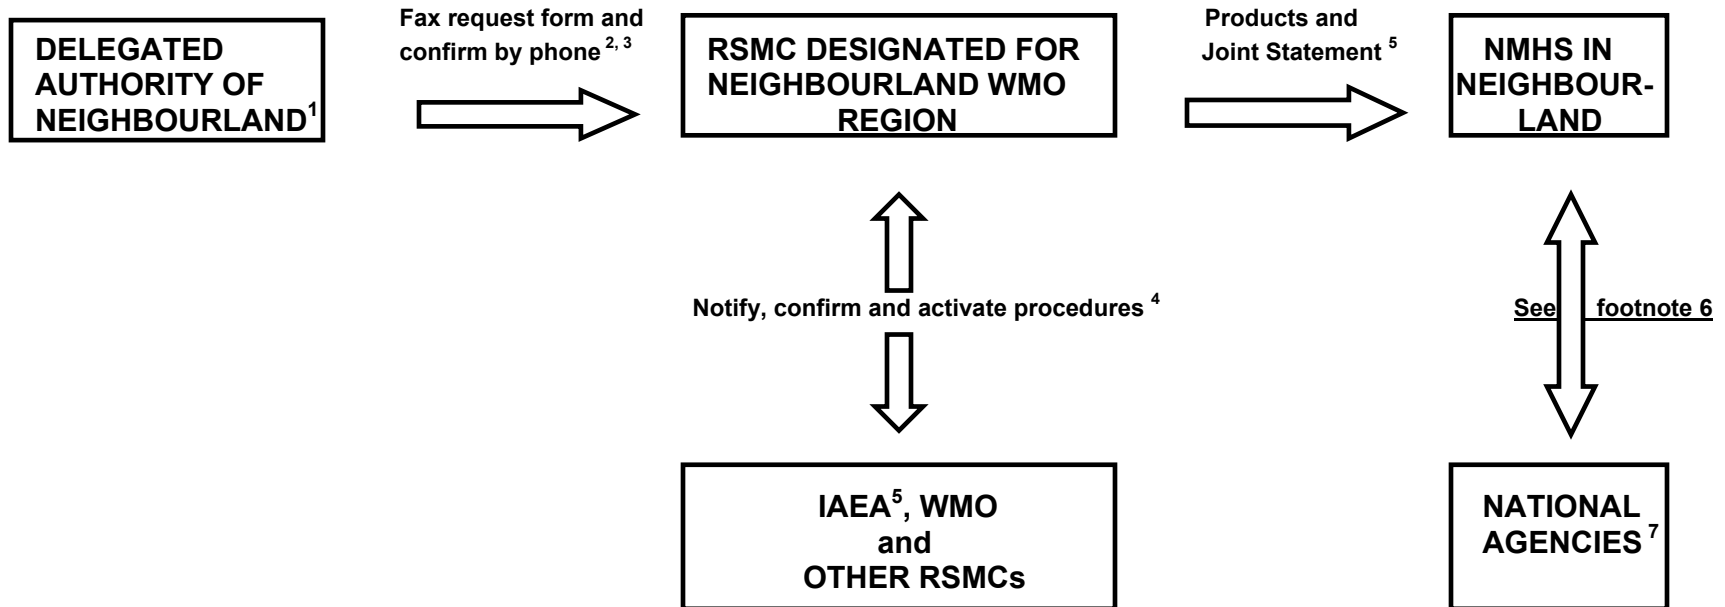 Fax request form and
confirm by phone 2, 3
Products and
Joint Statement 5
DELEGATED
AUTHORITY OF
NEIGHBOURLAND1
RSMC DESIGNATED FOR
NEIGHBOURLAND WMO
REGION
NMHS IN
NEIGHBOUR-
LAND
Notify, confirm and activate procedures 4
See footnote 6
IAEA5, WMO
and
OTHER RSMCs
NATIONAL
AGENCIES 7